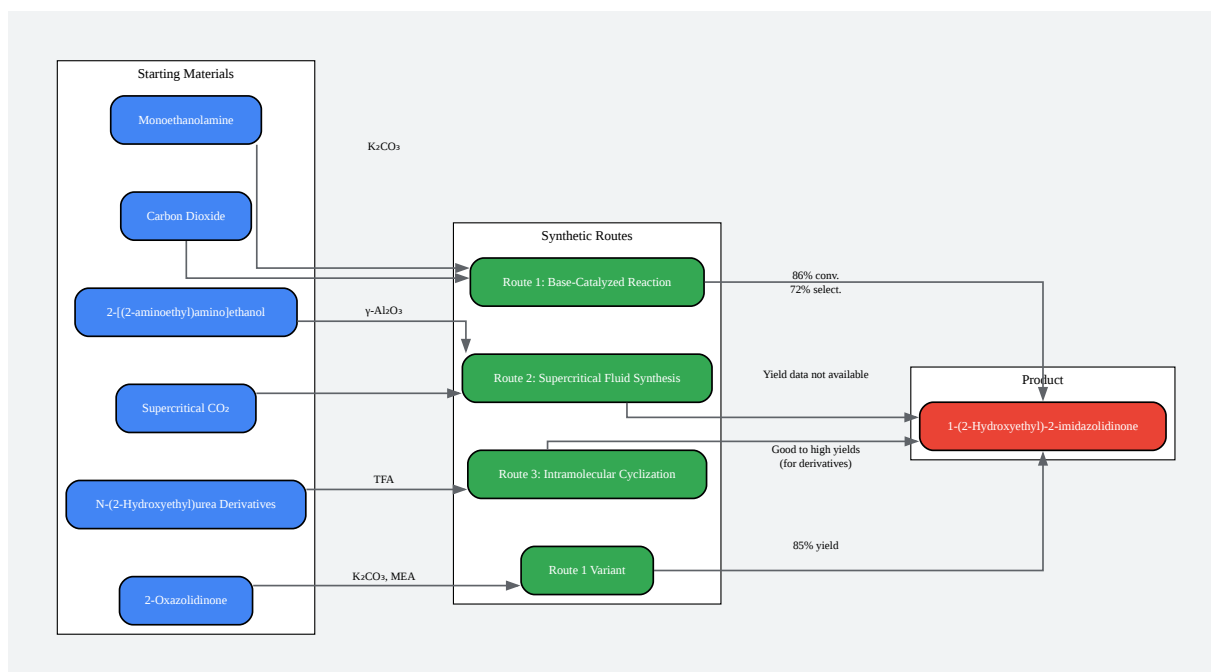 Starting Materials
Monoethanolamine
Carbon Dioxide
2-[(2-aminoethyl)amino]ethanol
Supercritical CO₂
N-(2-Hydroxyethyl)urea Derivatives
2-Oxazolidinone
K₂CO₃
γ-Al₂O₃
TFA
K₂CO₃, MEA
Synthetic Routes
Route 1: Base-Catalyzed Reaction
Route 2: Supercritical Fluid Synthesis
Route 3: Intramolecular Cyclization
Route 1 Variant
86% conv.
72% select.
Yield data not available
Good to high yields
(for derivatives)
85% yield
Product
1-(2-Hydroxyethyl)-2-imidazolidinone